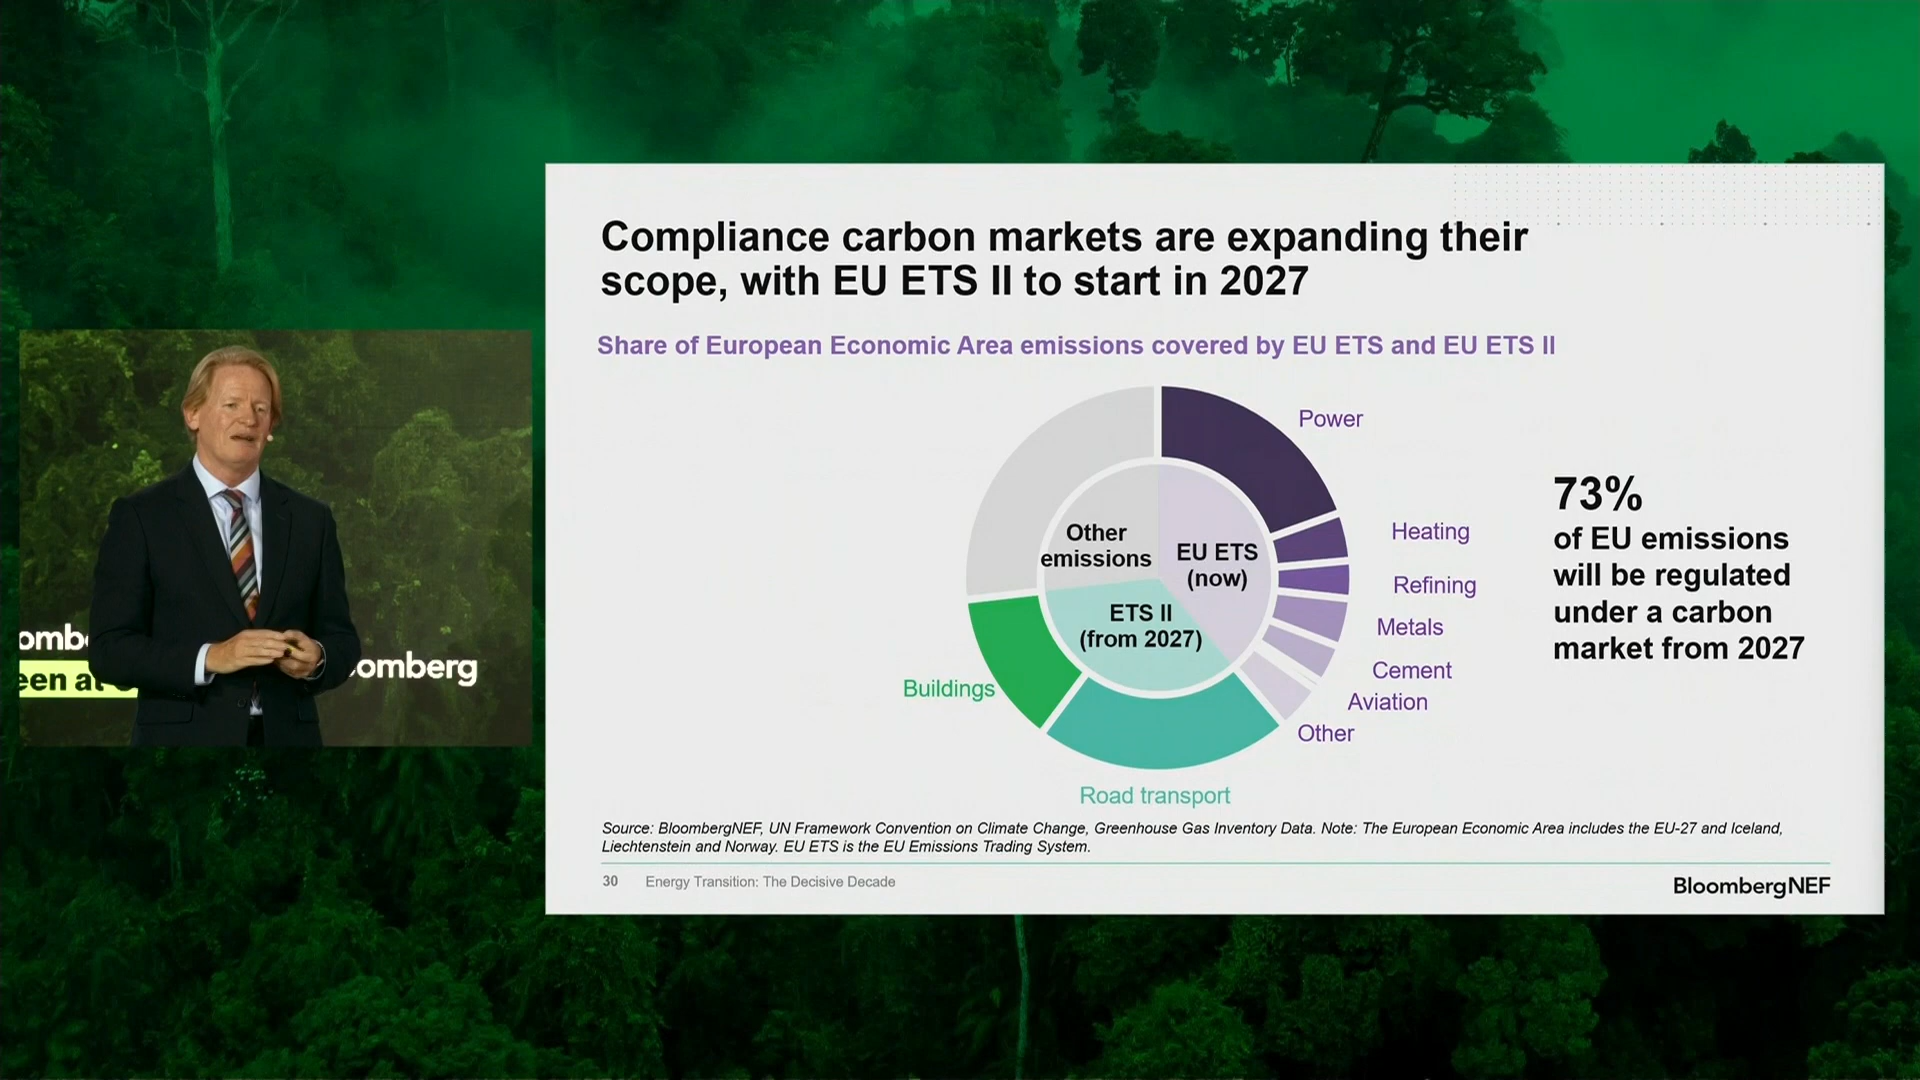 Compliance carbon markets are expanding their
scope, with EU ETS II to start in 2027
Share of European Economic Area emissions covered by EU ETS and EU ETS II
Power
Heating
Refining
Metals
Cement
Aviation
Other
Road transport
Buildings
Other
emissions
EU ETS
(now)
ETS II
(from 2027)
73%
of EU emissions
will be regulated
under a carbon
market from 2027
Source: BloombergNEF, UN Framework Convention on Climate Change, Greenhouse Gas Inventory Data. Note: The European Economic Area includes the EU-27 and Iceland,
Liechtenstein and Norway. EU ETS is the EU Emissions Trading System.
30 Energy Transition: The Decisive Decade
BloombergNEF
omb
omberg
een at